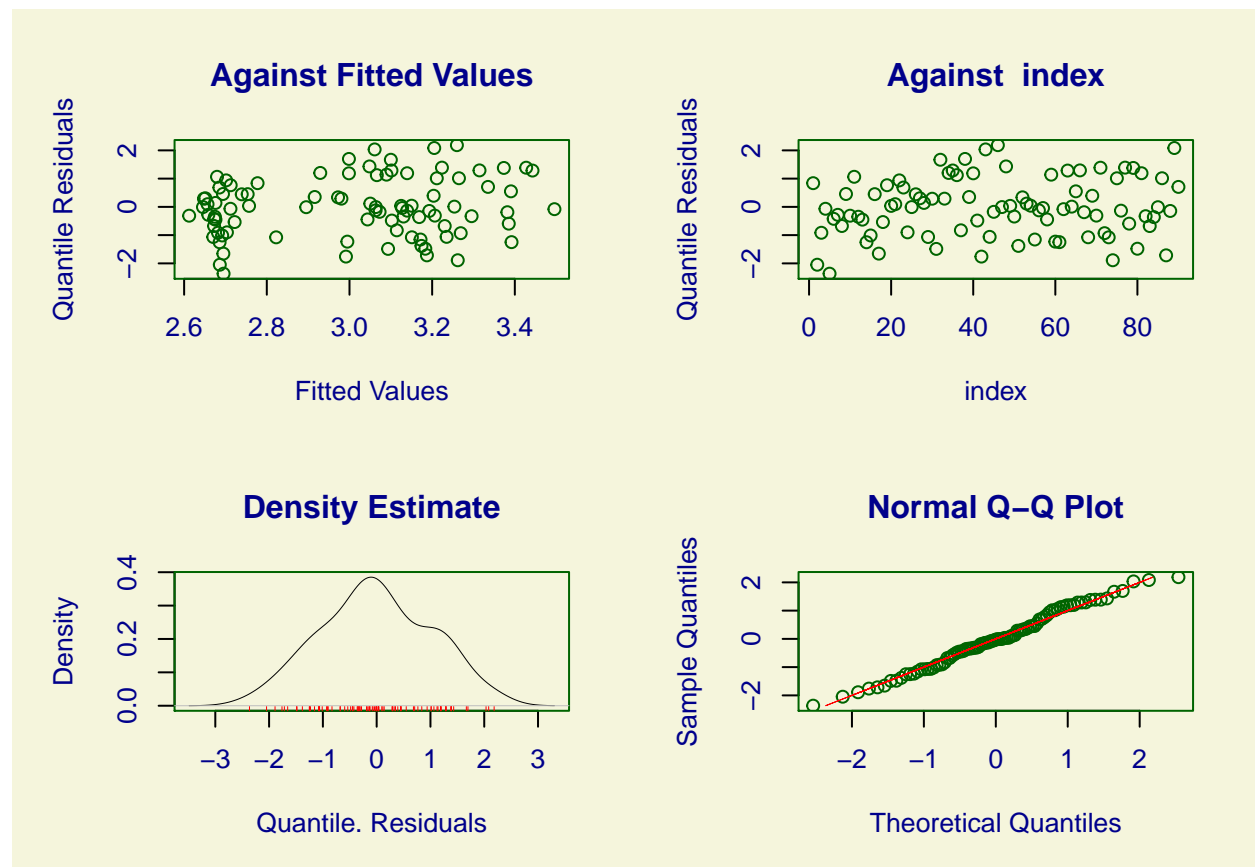 Against Fitted Values
Quantile Residuals
2
0
−2
2.6 2.8 3.0 3.2 3.4
Fitted Values
Against  index
Quantile Residuals
2
0
−2
0 20 40 60 80
index
Density Estimate
Density
0.4
0.2
0.0
−3 −2 −1 0 1 2 3
Quantile. Residuals
Normal Q−Q Plot
Sample Quantiles
2
0
−2
−2 −1 0 1 2
Theoretical Quantiles